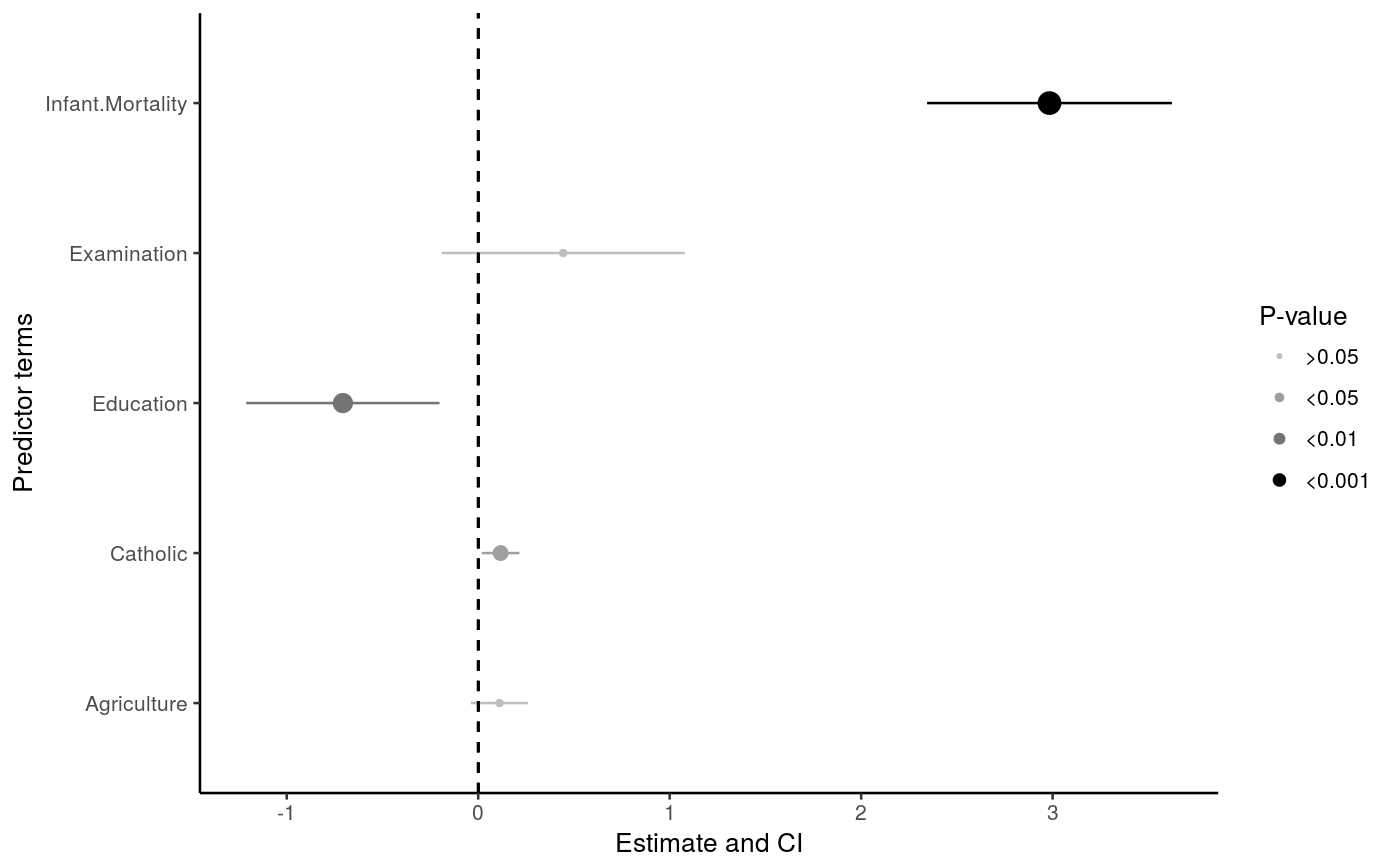 Infant.Mortality
Examination
Education
Catholic
Agriculture
Predictor terms
-1 0 1 2 3
Estimate and CI
P-value
>0.05
<0.05
<0.01
<0.001